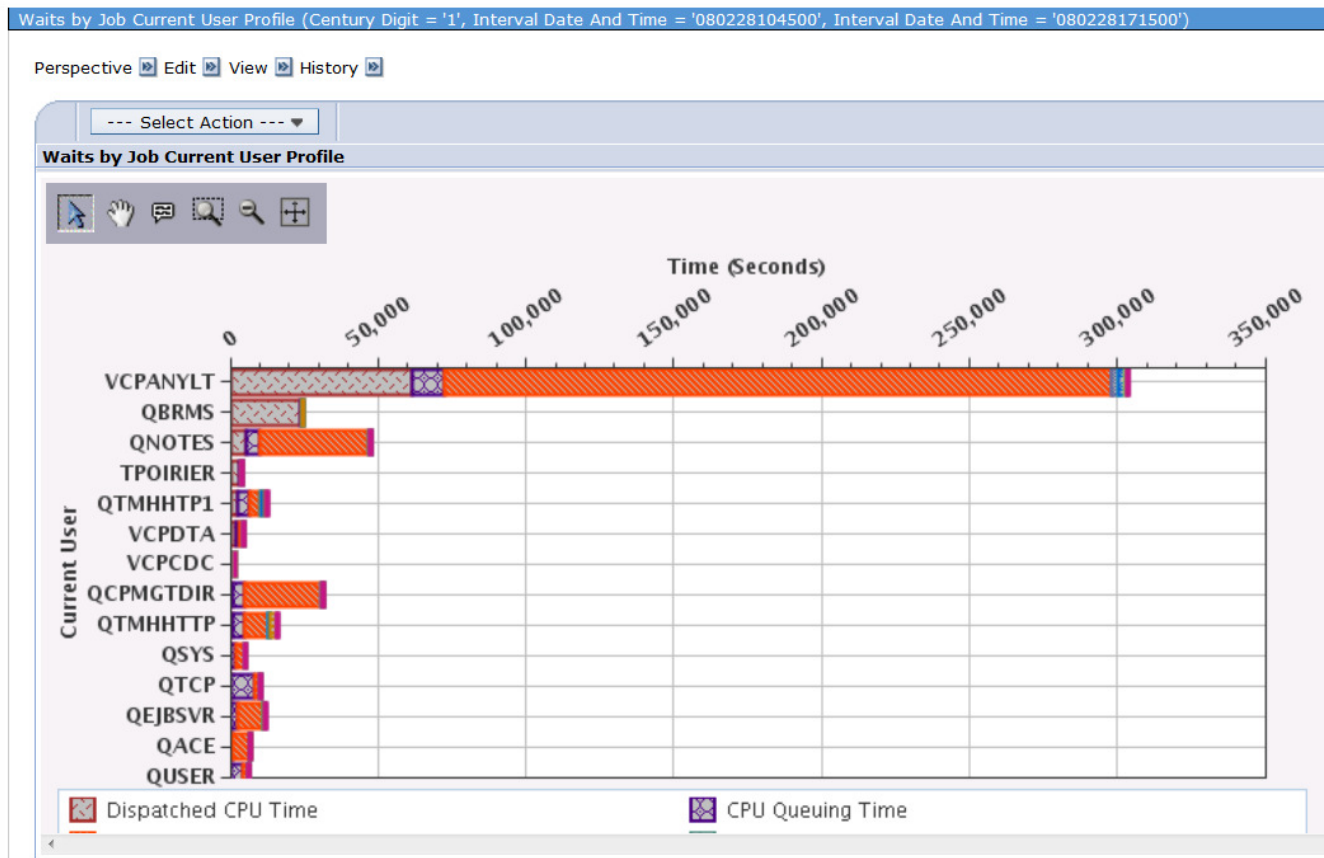 Waits by Job Current User Profile (Century Digit = '1', Interval Date And Time = '080228104500', Interval Date And Time = '080228171500')
Perspective Edit View History
--- Select Action ---
Waits by Job Current User Profile
Time (Seconds)
0 50,000 100,000 150,000 200,000 250,000 300,000 350,000
Current User
VCPANYLT
QBRMS
QNOTES
TPOIRIER
QTMHHTP1
VCPDTA
VCPCDC
QCPMGTDIR
QTMHHTTP
QSYS
QTCP
QEJBSVR
QACE
QUSER
Dispatched CPU Time CPU Queuing Time